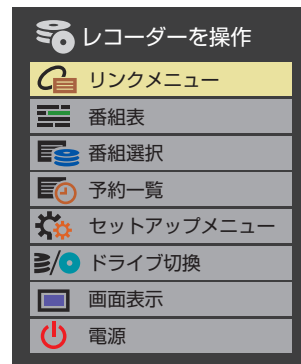 レコーダーを操作
リンクメニュー
番組表
番組選択
予約一覧
セットアップメニュー
ドライブ切換
画面表示
電源